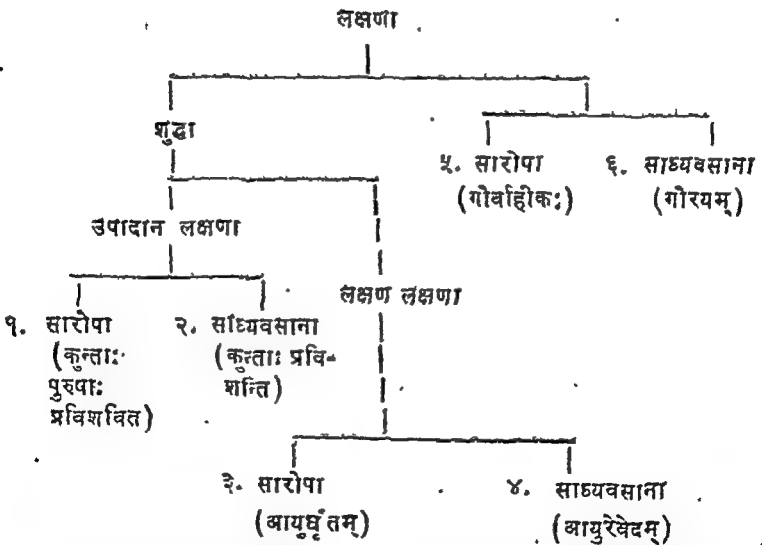 लक्षणा
शुद्धा
५. सारोपा ६. साध्यवसाना
(गौर्वाहीकः) (गौरयम्)
उपादान लक्षणा
लक्षण लक्षणा
१. सारोपा २. साध्यवसाना
(कुन्ताः (कुन्ताः प्रवि-
पुरुषाः शन्ति)
प्रविशवित)
३. सारोपा ४. साध्यवसाना
(आयुर्घृतम्) (आयुरेवेदम्)